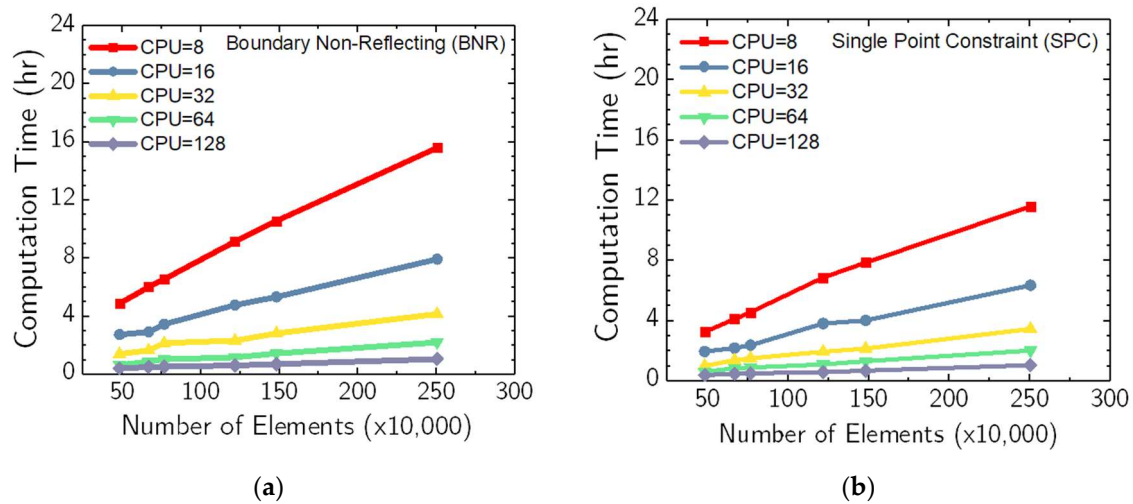 24
20
16
12
8
4
0
Computation Time (hr)
Boundary Non-Reflecting (BNR)
CPU=8
CPU=16
CPU=32
CPU=64
CPU=128
50
100
150
200
250
300
Number of Elements (x10,000)
(a)
24
20
16
12
8
4
0
Computation Time (hr)
Single Point Constraint (SPC)
CPU=8
CPU=16
CPU=32
CPU=64
CPU=128
50
100
150
200
250
300
Number of Elements (×10,000)
(b)